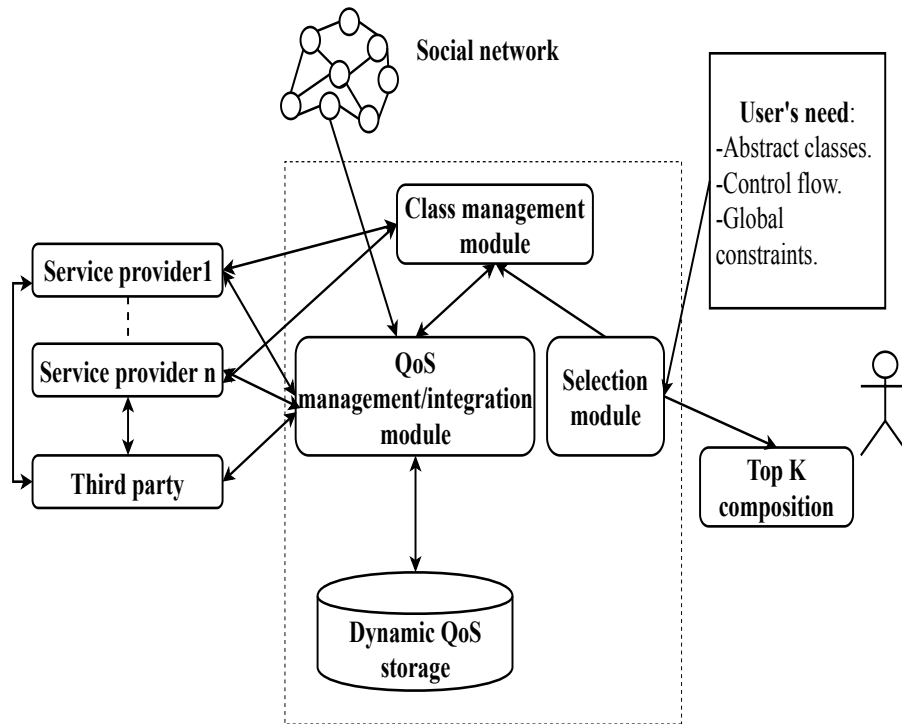 Social network
User's need:
-Abstract classes.
-Control flow.
-Global
constraints.
Class management
module
Service provider1
Service provider n
Third party
QoS
management/integration
module
Selection
module
Top K
composition
Dynamic QoS
storage